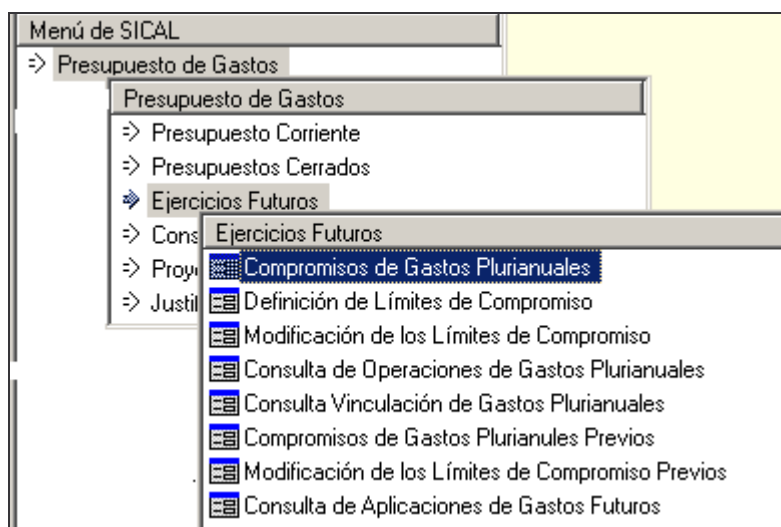 Menú de SICAL
Presupuesto de Gastos
Presupuesto de Gastos
Presupuesto Corriente
Presupuestos Cerrados
Ejercicios Futuros
Cons
Proy
Justil
Ejercicios Futuros
Compromisos de Gastos Plurianuales
Definición de Límites de Compromiso
Modificación de los Límites de Compromiso
Consulta de Operaciones de Gastos Plurianuales
Consulta Vinculación de Gastos Plurianuales
Compromisos de Gastos Plurianules Previos
Modificación de los Límites de Compromiso Previos
Consulta de Aplicaciones de Gastos Futuros